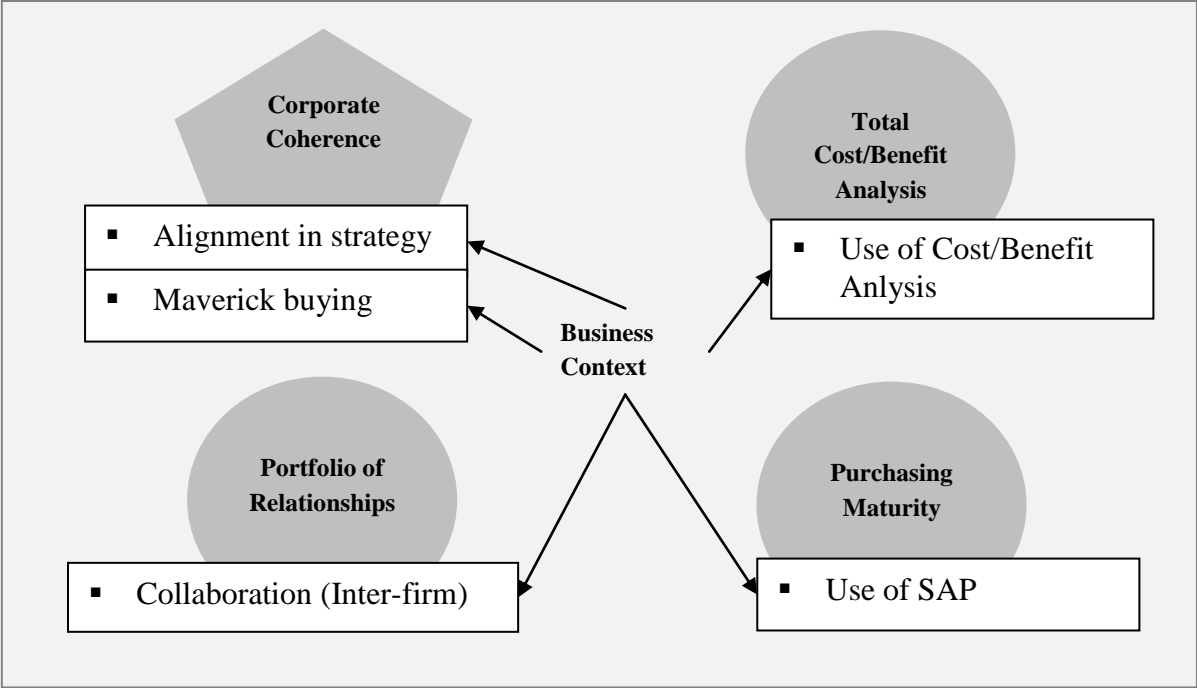 Corporate
Coherence
▪ Alignment in strategy
▪ Maverick buying
Total
Cost/Benefit
Analysis
▪ Use of Cost/Benefit
Anlysis
Business
Context
Portfolio of
Relationships
▪ Collaboration (Inter-firm)
Purchasing
Maturity
▪ Use of SAP